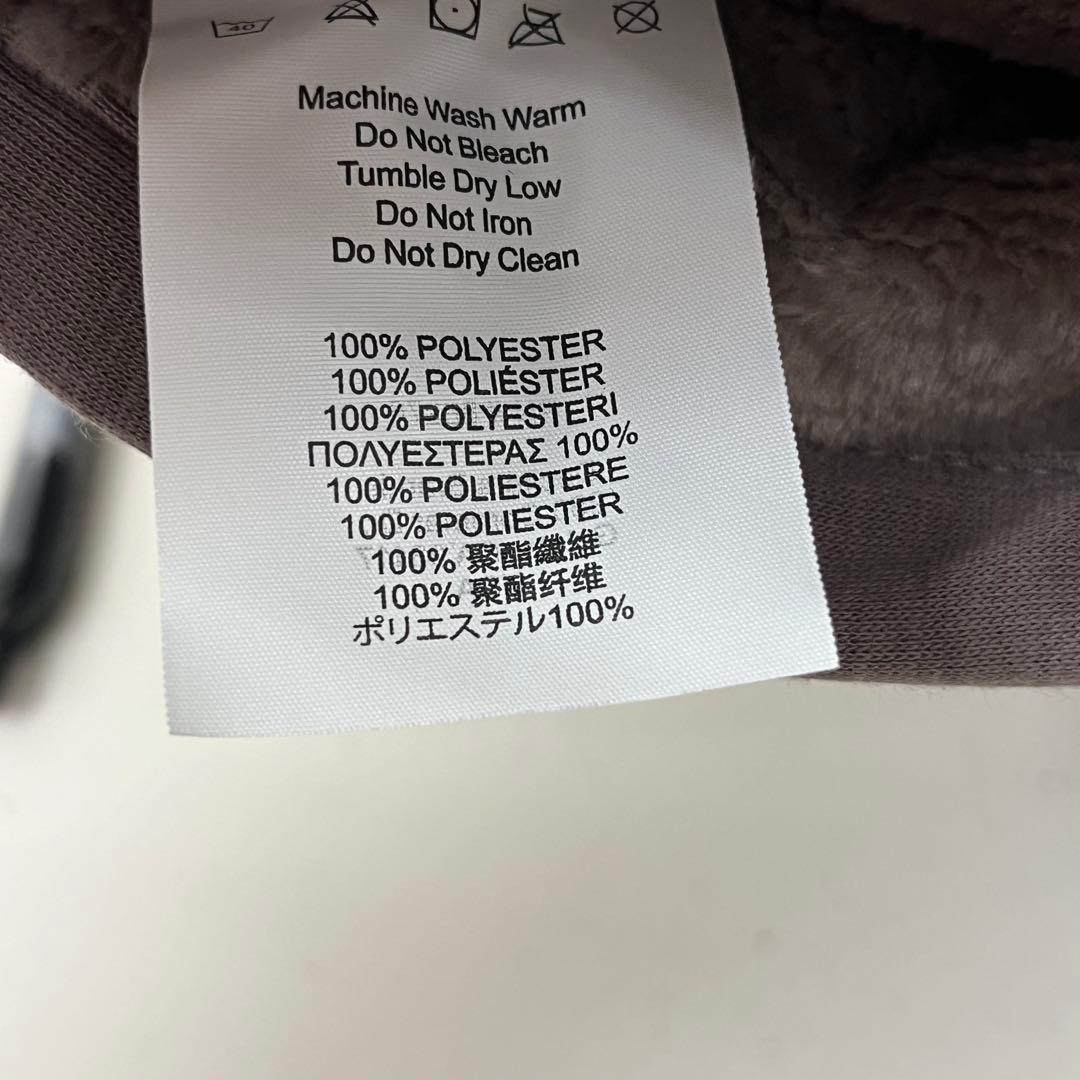 40
Machine Wash Warm
Do Not Bleach
Tumble Dry Low
Do Not Iron
Do Not Dry Clean
100% POLYESTER
100% POLIÉSTER
100% POLYESTERI
ΠΟΛΥΕΣΤΕΡΑΣ 100%
100% POLIESTERE
100% POLIESTER
100% 聚酯纖維
100% 聚酯纤维
ポリエステル100%